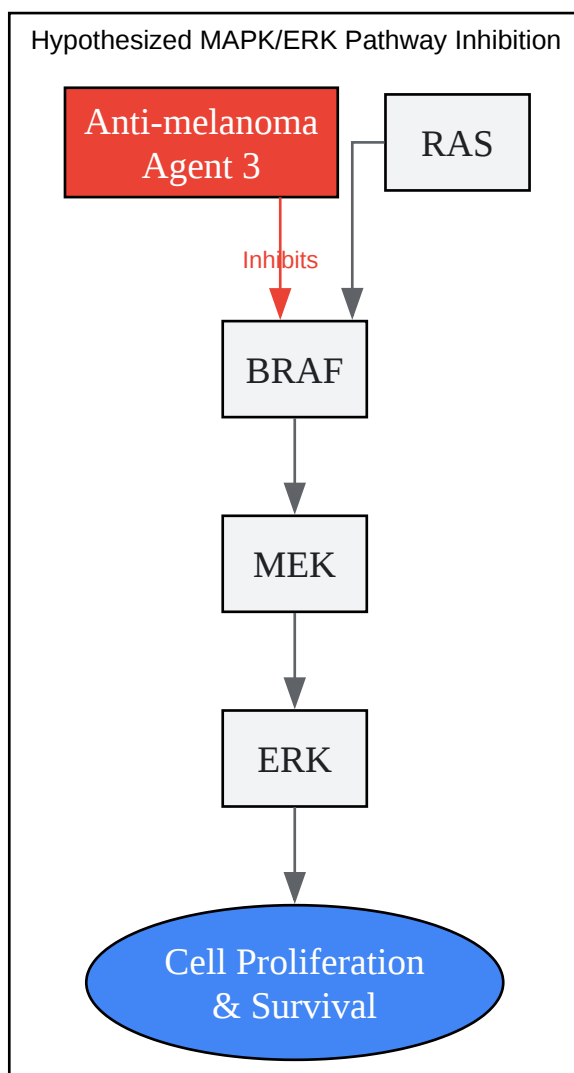 Hypothesized MAPK/ERK Pathway Inhibition
Anti-melanoma
Agent 3
RAS
Inhibits
BRAF
MEK
ERK
Cell Proliferation
& Survival